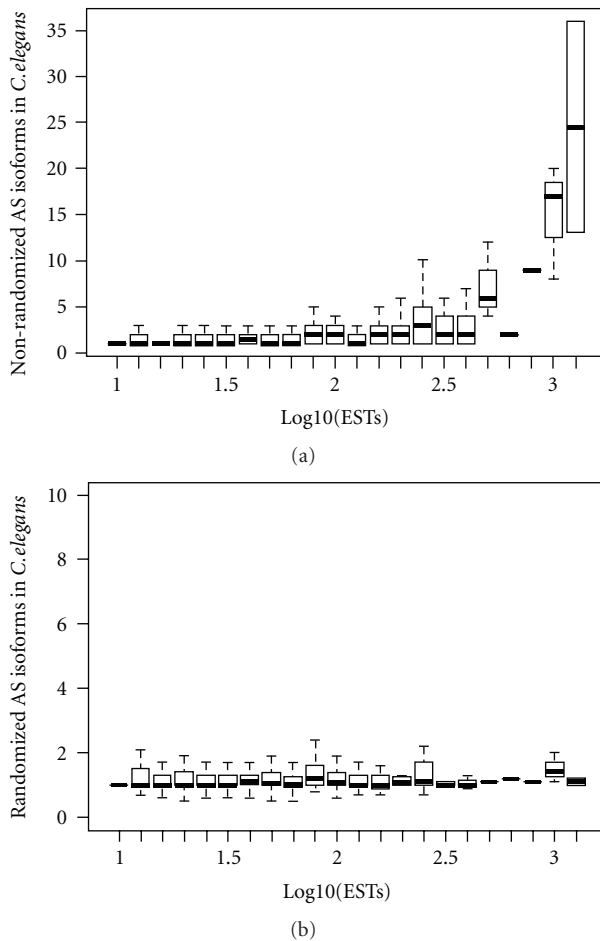 Non-randomized AS isoforms in C.elegans
35
30
25
20
15
10
5
0
1 1.5 2 2.5 3
Log10(ESTs)
(a)
Randomized AS isoforms in C.elegans
10
8
6
4
2
0
1 1.5 2 2.5 3
Log10(ESTs)
(b)